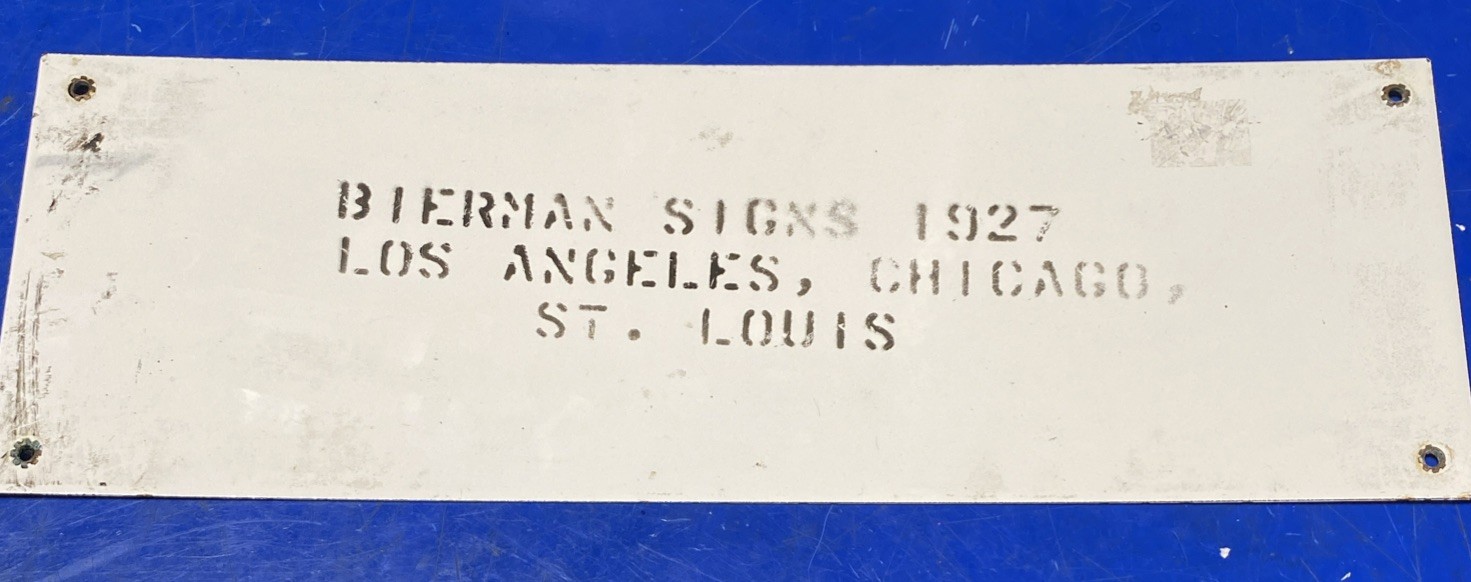 BIERMAN SIGNS 1927
LOS ANGELES, CHICAGO,
ST. LOUIS